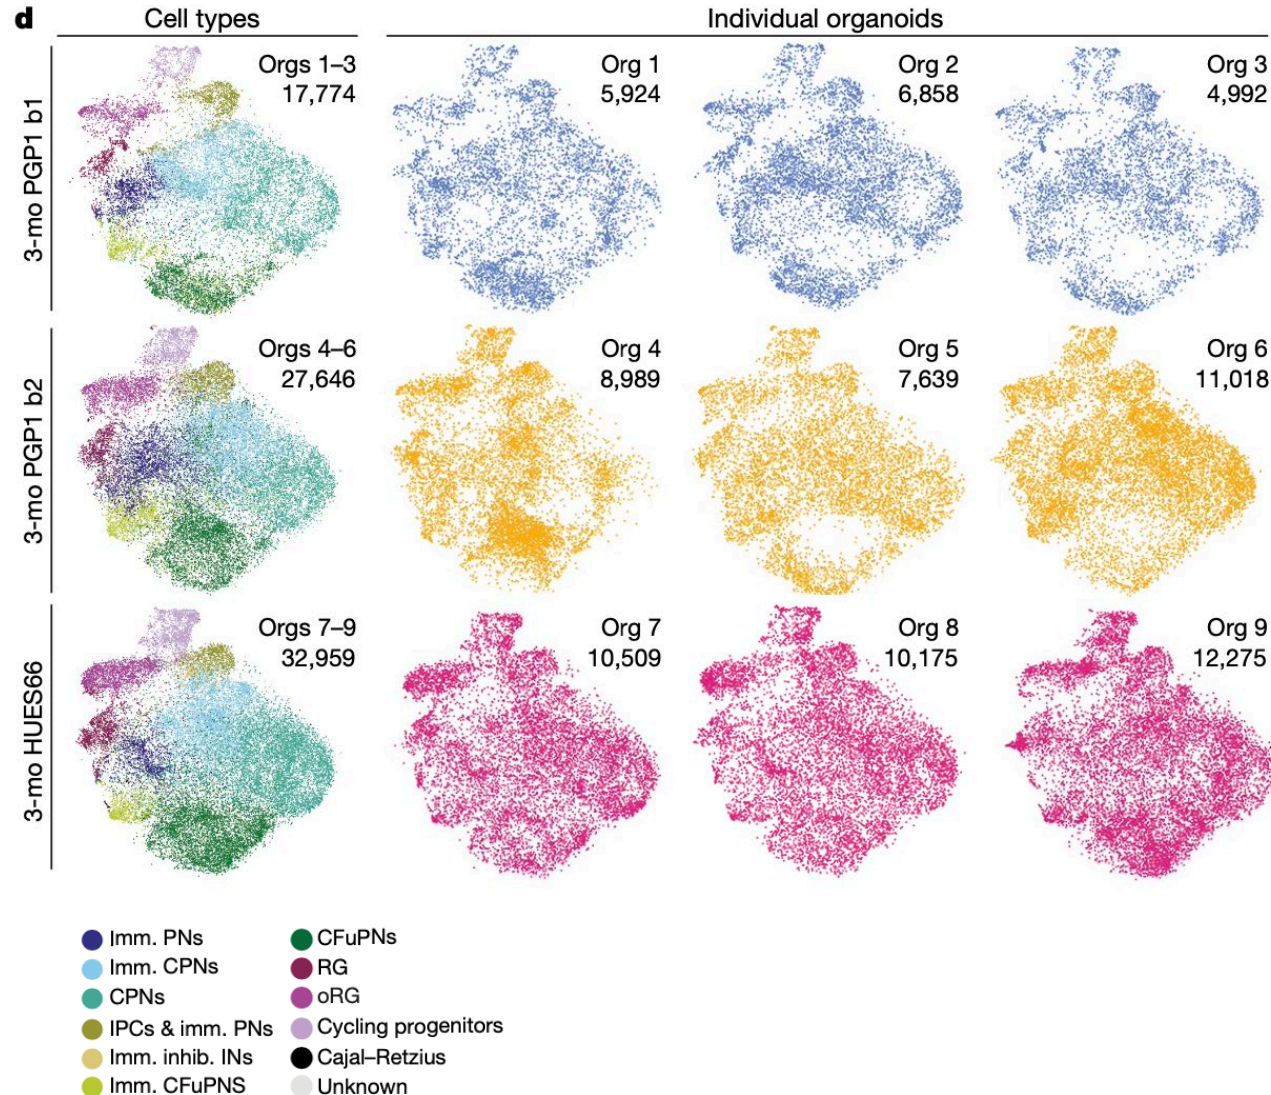 d
Cell types
Individual organoids
3-mo PGP1 b1
Orgs 1–3
17,774
Org 1
5,924
Org 2
6,858
Org 3
4,992
3-mo PGP1 b2
Orgs 4–6
27,646
Org 4
8,989
Org 5
7,639
Org 6
11,018
3-mo HUES66
Orgs 7–9
32,959
Org 7
10,509
Org 8
10,175
Org 9
12,275
Imm. PNs
Imm. CPNs
CPNs
IPCs & imm. PNs
Imm. inhib. INs
Imm. CFuPNS
CFuPNs
RG
oRG
Cycling progenitors
Cajal–Retzius
Unknown